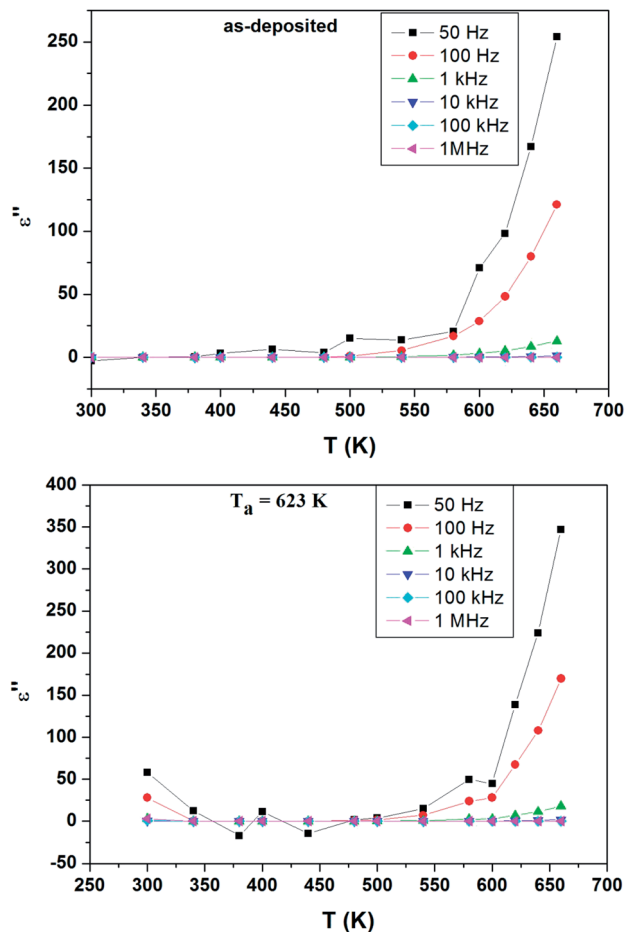 as-deposited
50 Hz
100 Hz
1 kHz
10 kHz
100 kHz
1MHz
250
200
150
100
50
0
ε"
300 350 400 450 500 550 600 650 700
T (K)
T_a = 623 K
50 Hz
100 Hz
1 kHz
10 kHz
100 kHz
1 MHz
400
350
300
250
200
150
100
50
0
-50
ε"
250 300 350 400 450 500 550 600 650 700
T (K)